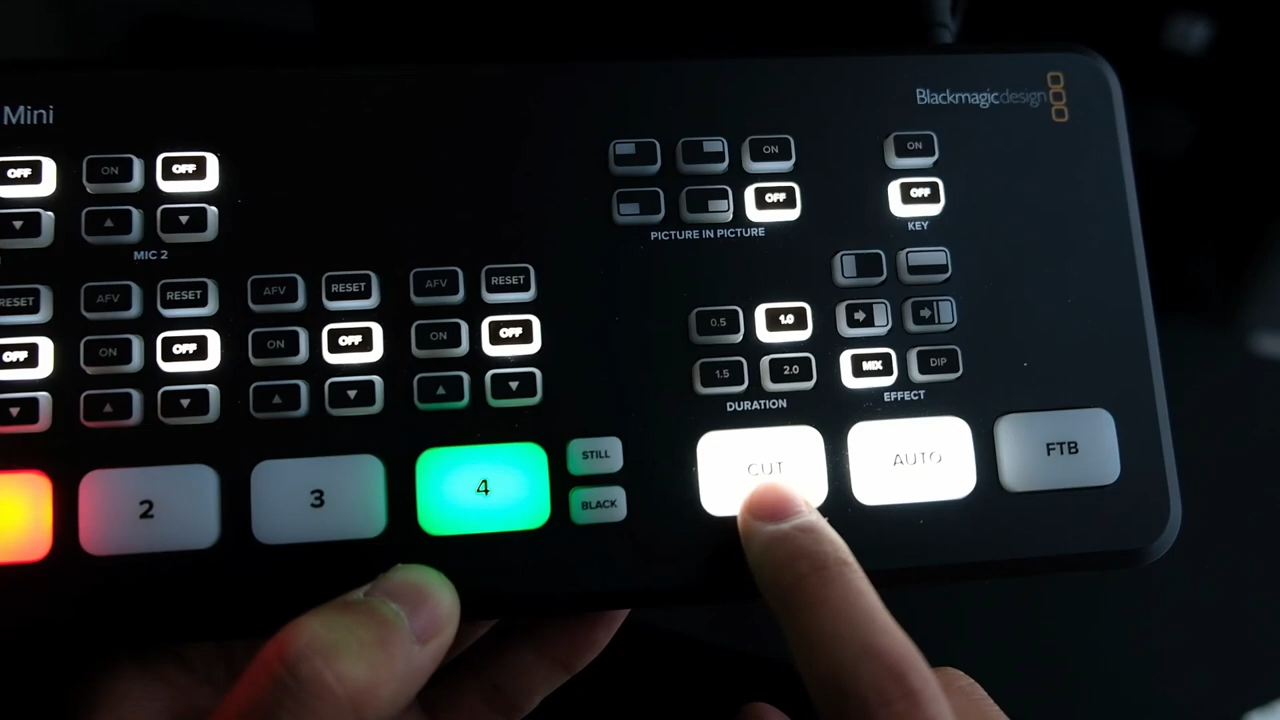 Mini
Blackmagicdesign
OFF ON OFF ON ON
OFF OFF
MIC 2 PICTURE IN PICTURE KEY
RESET AFV RESET AFV RESET AFV RESET
OFF ON OFF ON OFF ON OFF 0.5 1.0
1.5 2.0 MIX DIP
DURATION EFFECT
2 3 4 STILL CUT AUTO FTB
BLACK